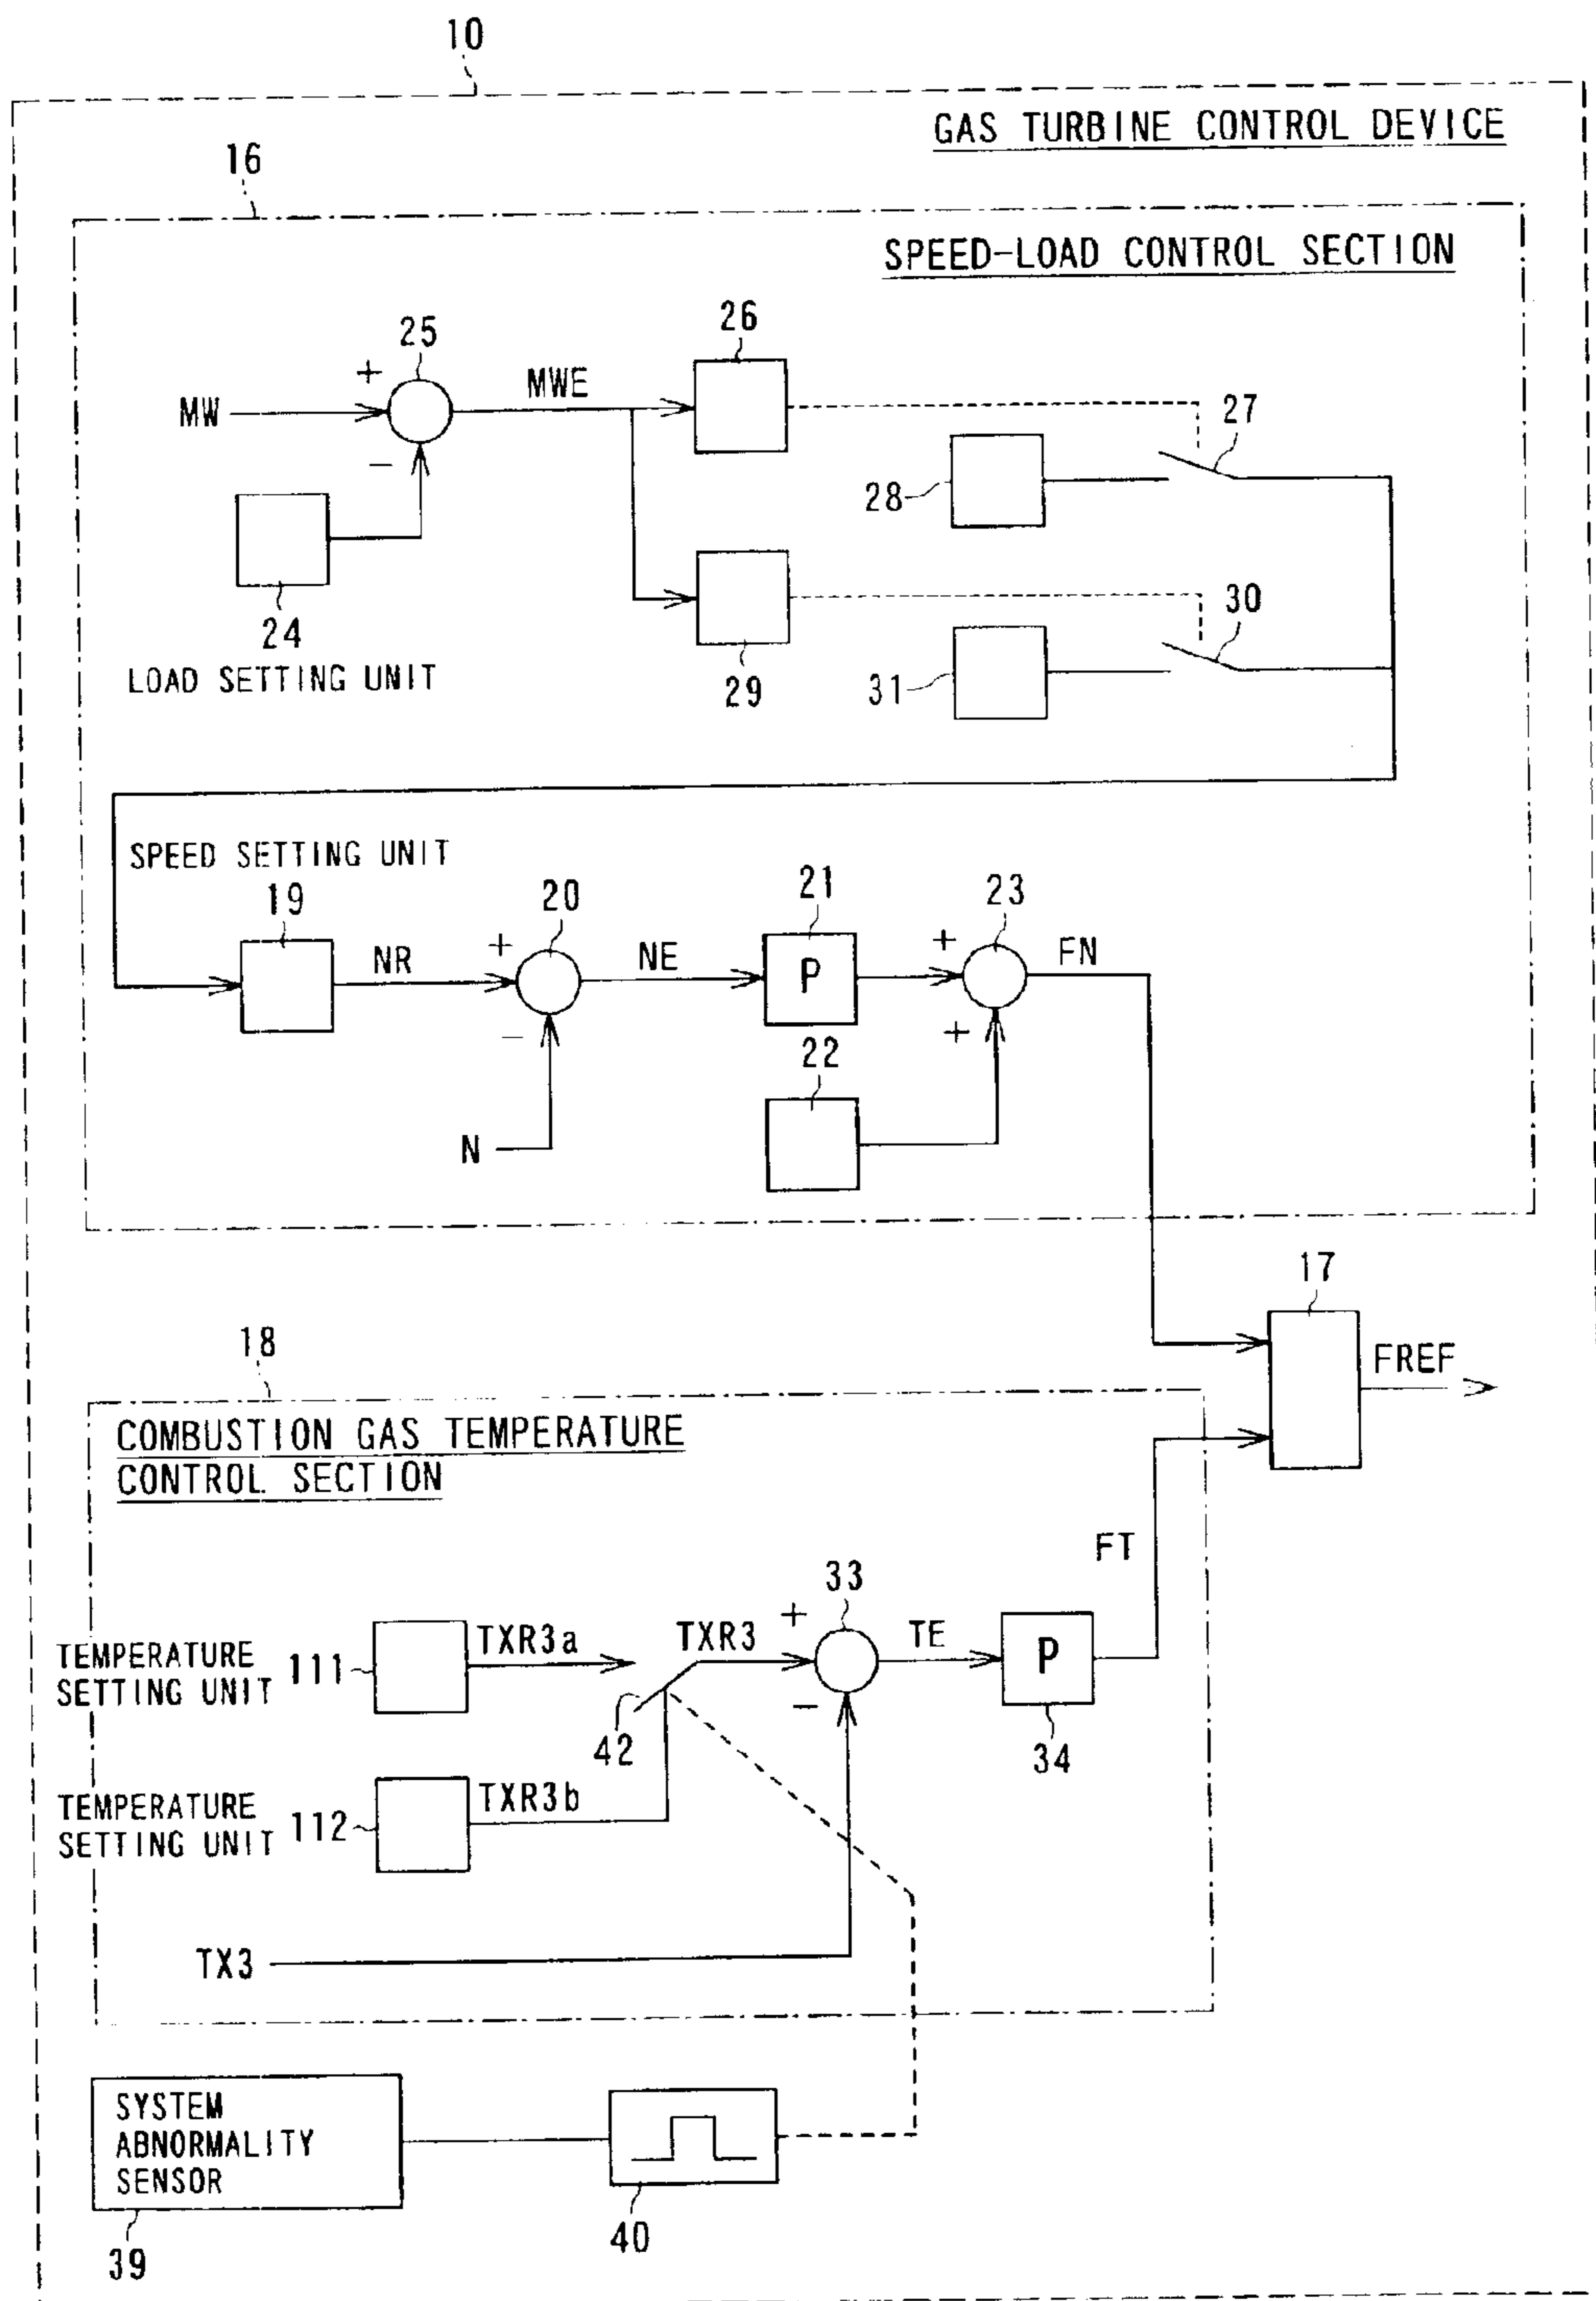 10
GAS TURBINE CONTROL DEVICE
16
SPEED-LOAD CONTROL SECTION
25
26
+
MWE
MW
27
−
28
24
LOAD SETTING UNIT
29
30
31
SPEED SETTING UNIT
19
20
21
23
NR
+
NE
P
+
FN
−
+
22
N
17
18
FREF
COMBUSTION GAS TEMPERATURE
CONTROL SECTION
FT
33
TEMPERATURE
SETTING UNIT
111
TXR3a
TXR3
+
TE
P
−
42
34
TEMPERATURE
SETTING UNIT
112
TXR3b
TX3
SYSTEM
ABNORMALITY
SENSOR
39
40